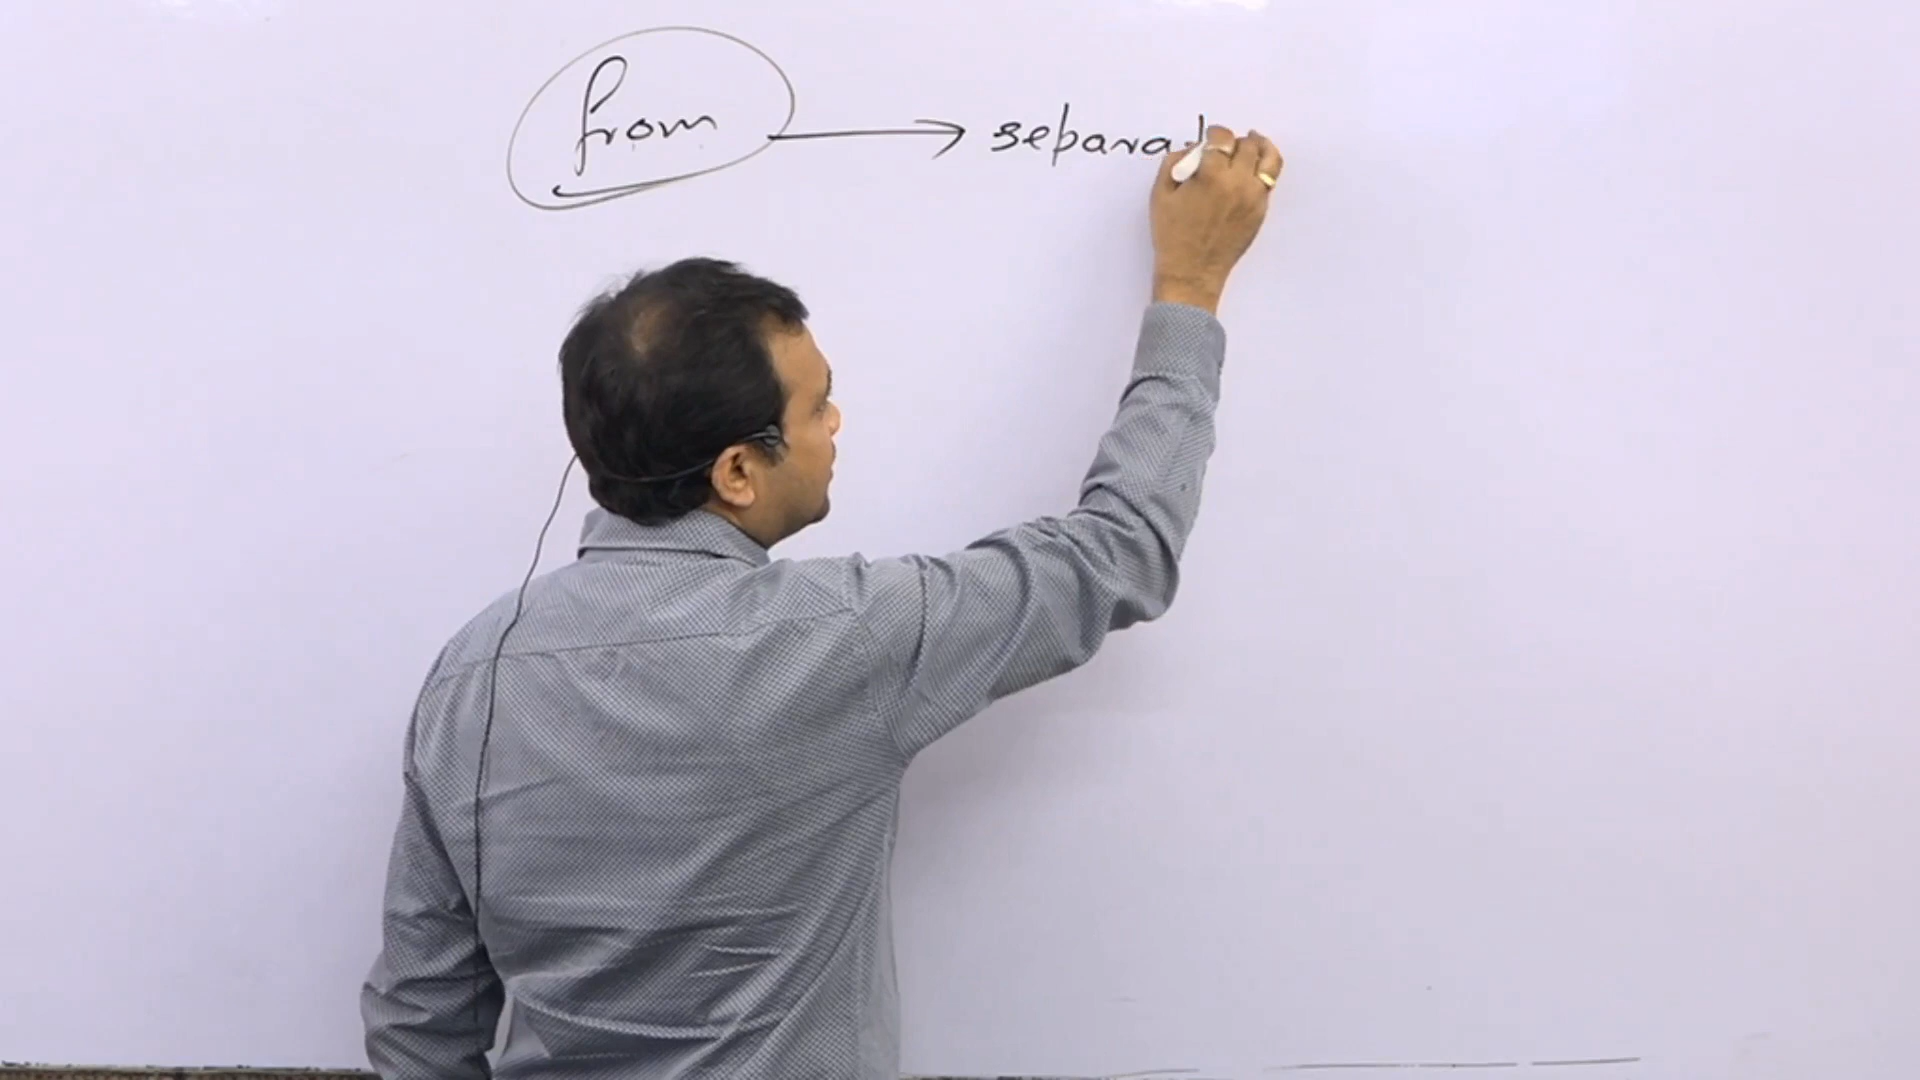 from → separat